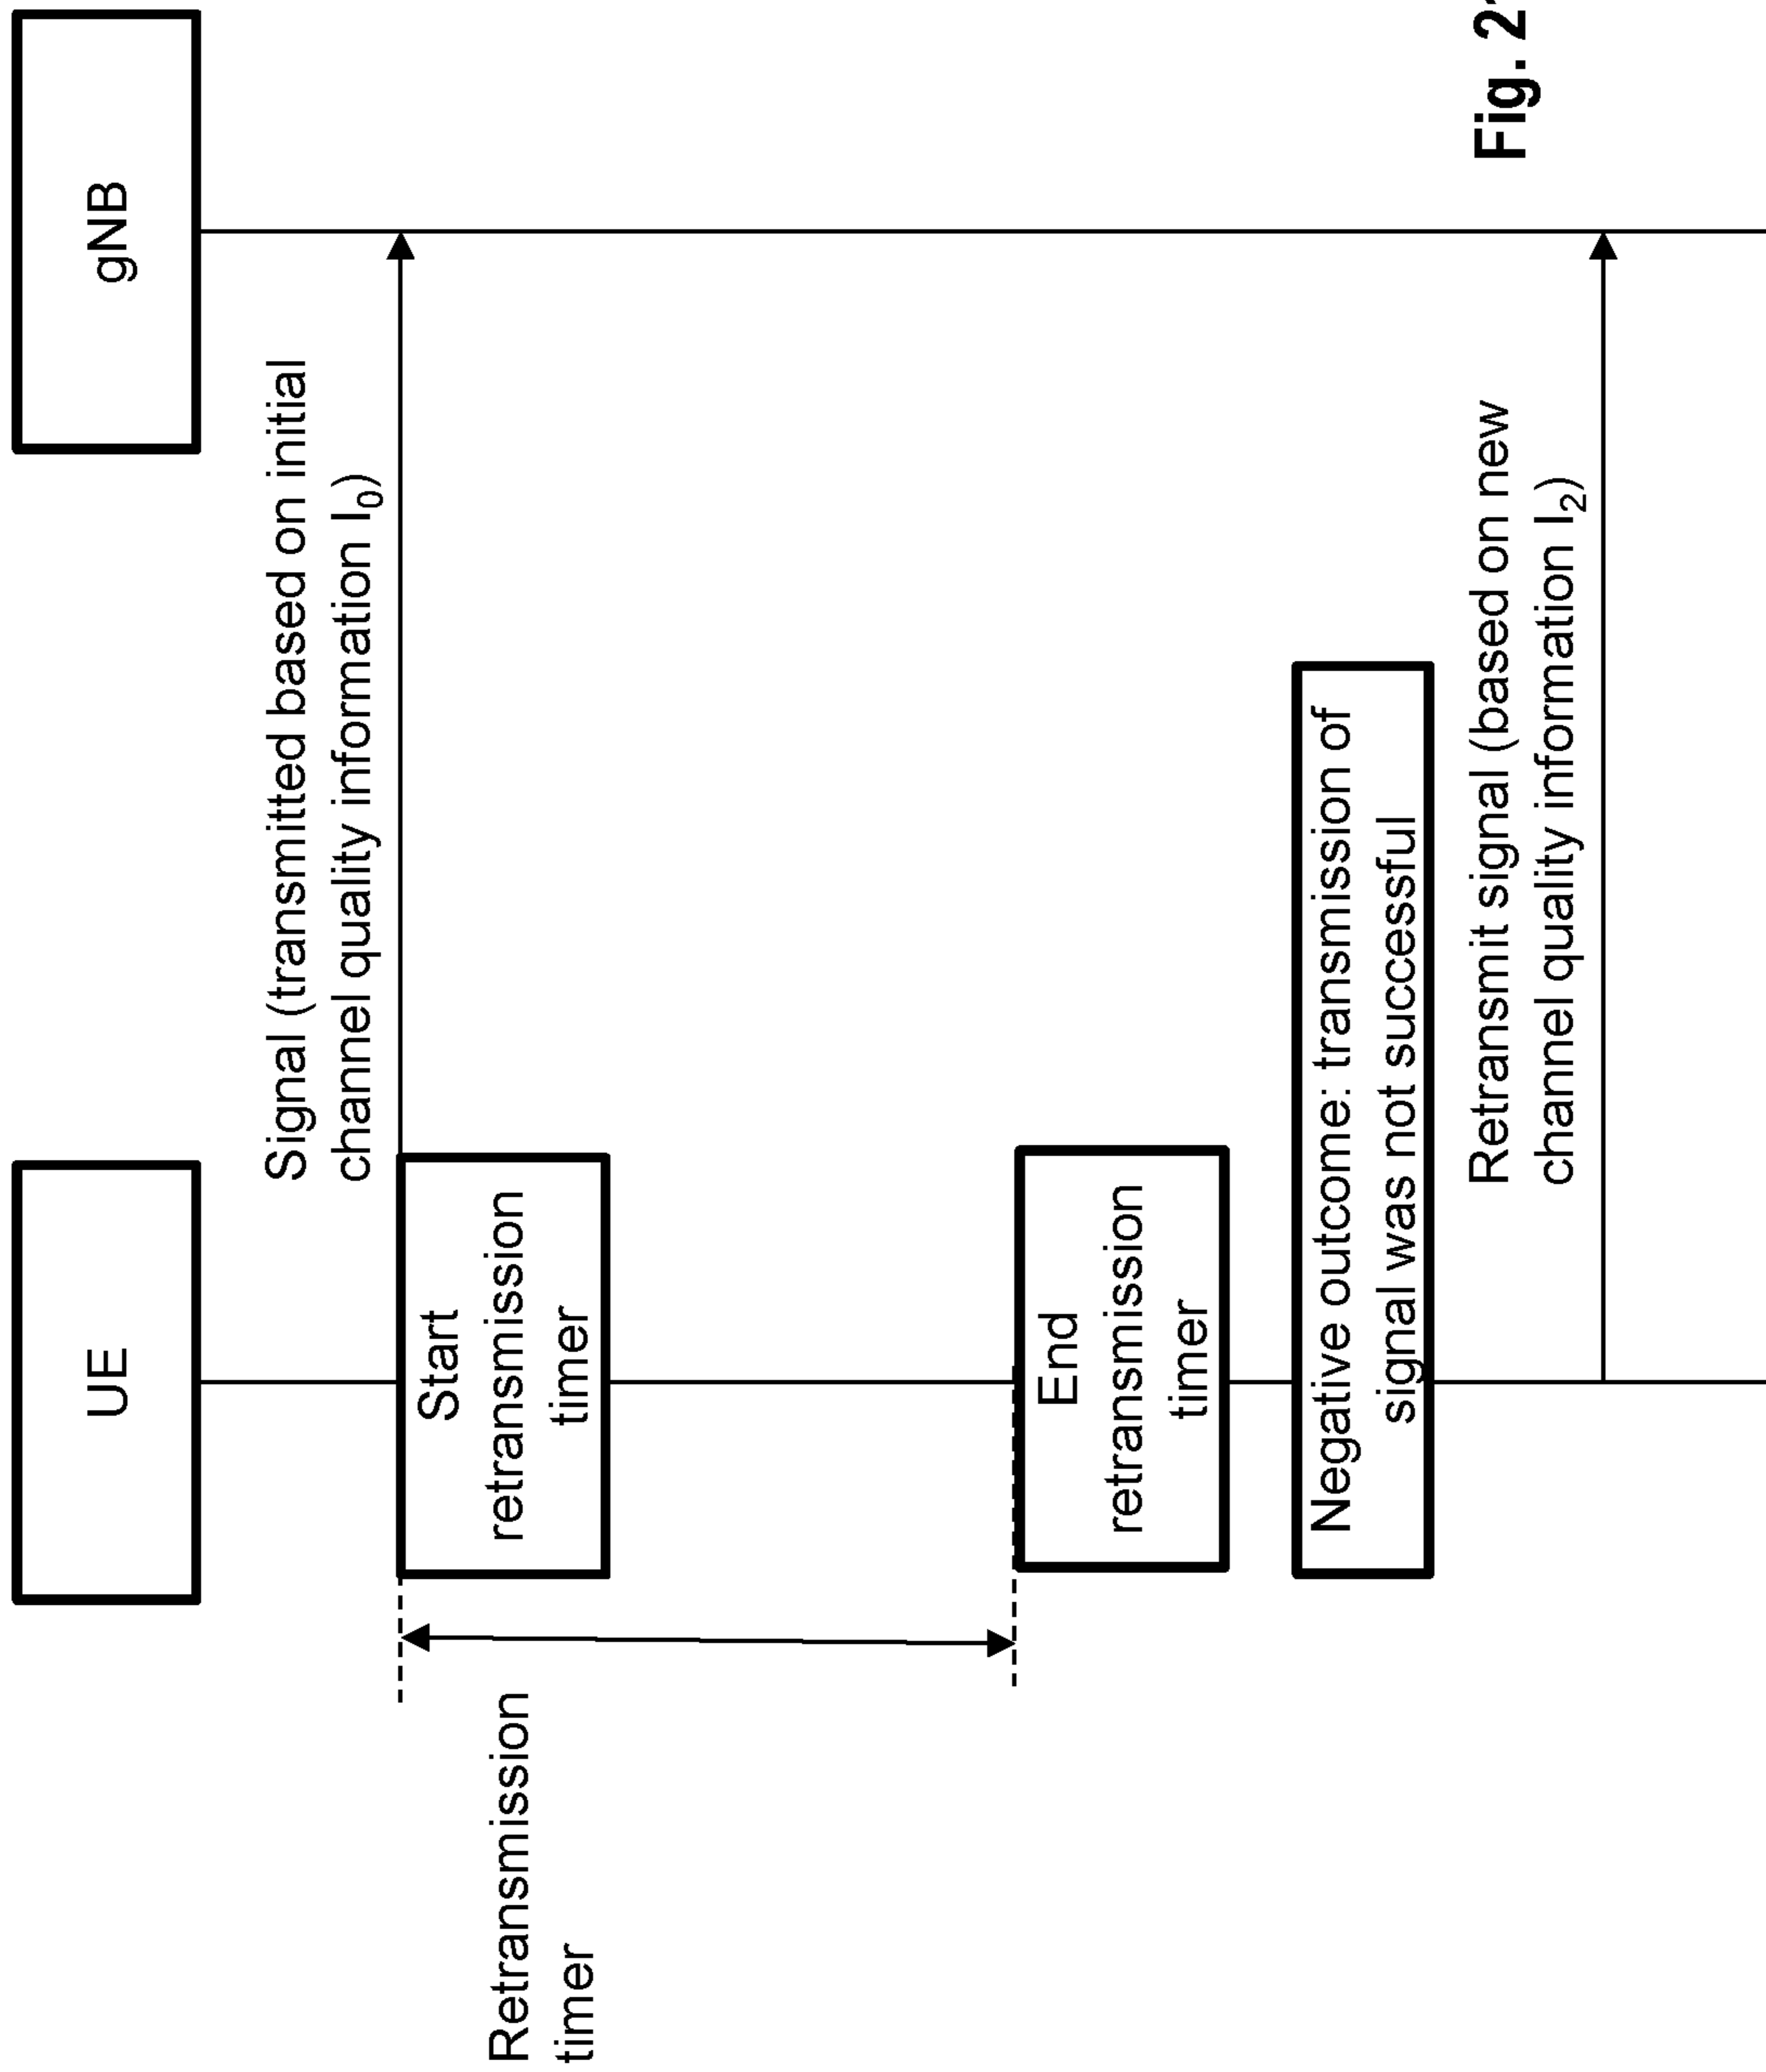 UE
gNB
Signal (transmitted based on initial
channel quality information I₀)
Start
retransmission
timer
Retransmission
timer
End
retransmission
timer
Negative outcome: transmission of
signal was not successful
Retransmit signal (based on new
channel quality information I₂)
Fig. 2